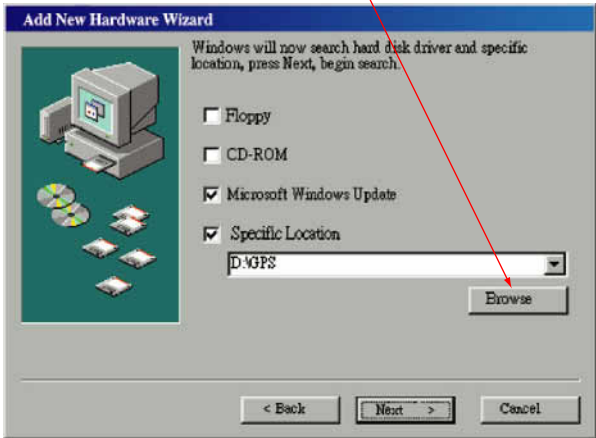 Add New Hardware Wizard
Windows will now search hard disk driver and specific
location, press Next, begin search.
Floppy
CD-ROM
Microsoft Windows Update
Specific Location
D:\GPS
Browse
< Back
Next >
Cancel